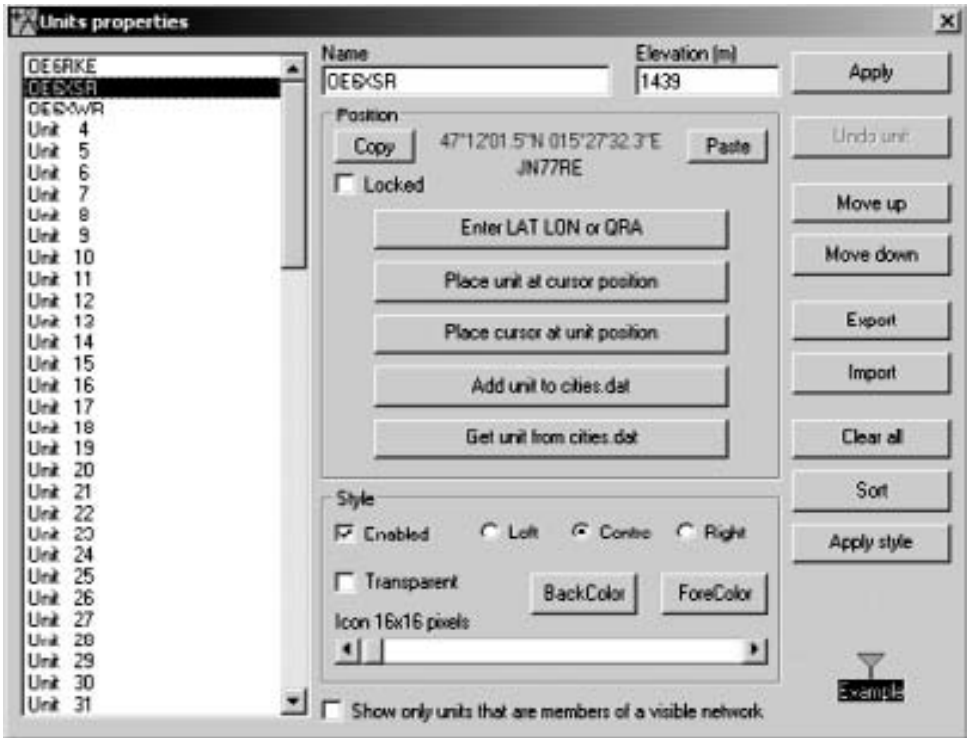 Units properties
OE6RKE
OE6XSR
OE6XWR
Unit 4
Unit 5
Unit 6
Unit 7
Unit 8
Unit 9
Unit 10
Unit 11
Unit 12
Unit 13
Unit 14
Unit 15
Unit 16
Unit 17
Unit 18
Unit 19
Unit 20
Unit 21
Unit 22
Unit 23
Unit 24
Unit 25
Unit 26
Unit 27
Unit 28
Unit 29
Unit 30
Unit 31
Name
OE6XSR
Elevation (m)
1439
Position
Copy
47°12'01.5"N 015°27'32.3"E
JN77RE
Paste
Locked
Enter LAT LON or QRA
Place unit at cursor position
Place cursor at unit position
Add unit to cities.dat
Get unit from cities.dat
Style
Enabled
Left
Centre
Right
Transparent
BackColor
ForeColor
Icon 16x16 pixels
Show only units that are members of a visible network
Apply
Undo unit
Move up
Move down
Export
Import
Clear all
Sort
Apply style
Example